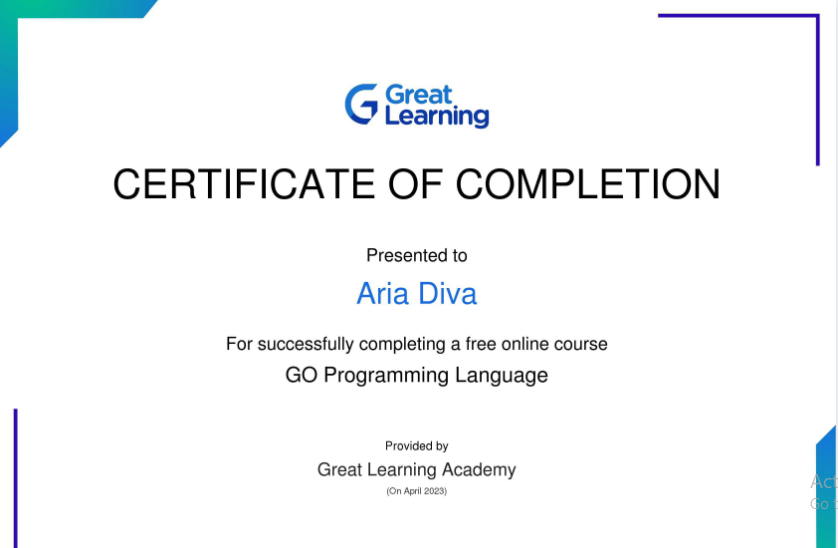 Great
Learning
CERTIFICATE OF COMPLETION
Presented to
Aria Diva
For successfully completing a free online course
GO Programming Language
Provided by
Great Learning Academy
(On April 2023)
Go